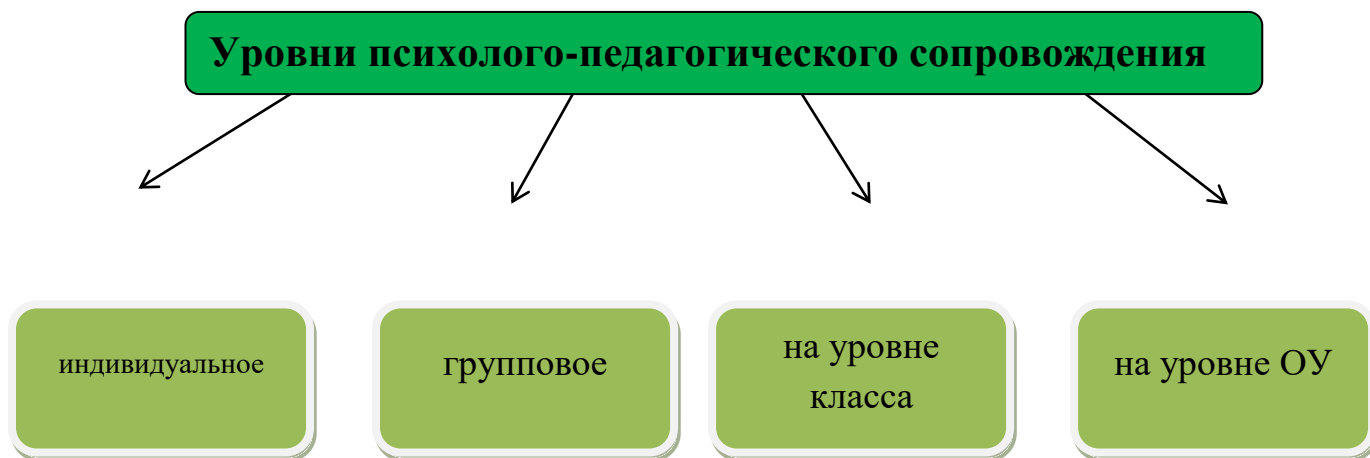 Уровни психолого-педагогического сопровождения
индивидуальное
групповое
на уровне
класса
на уровне ОУ